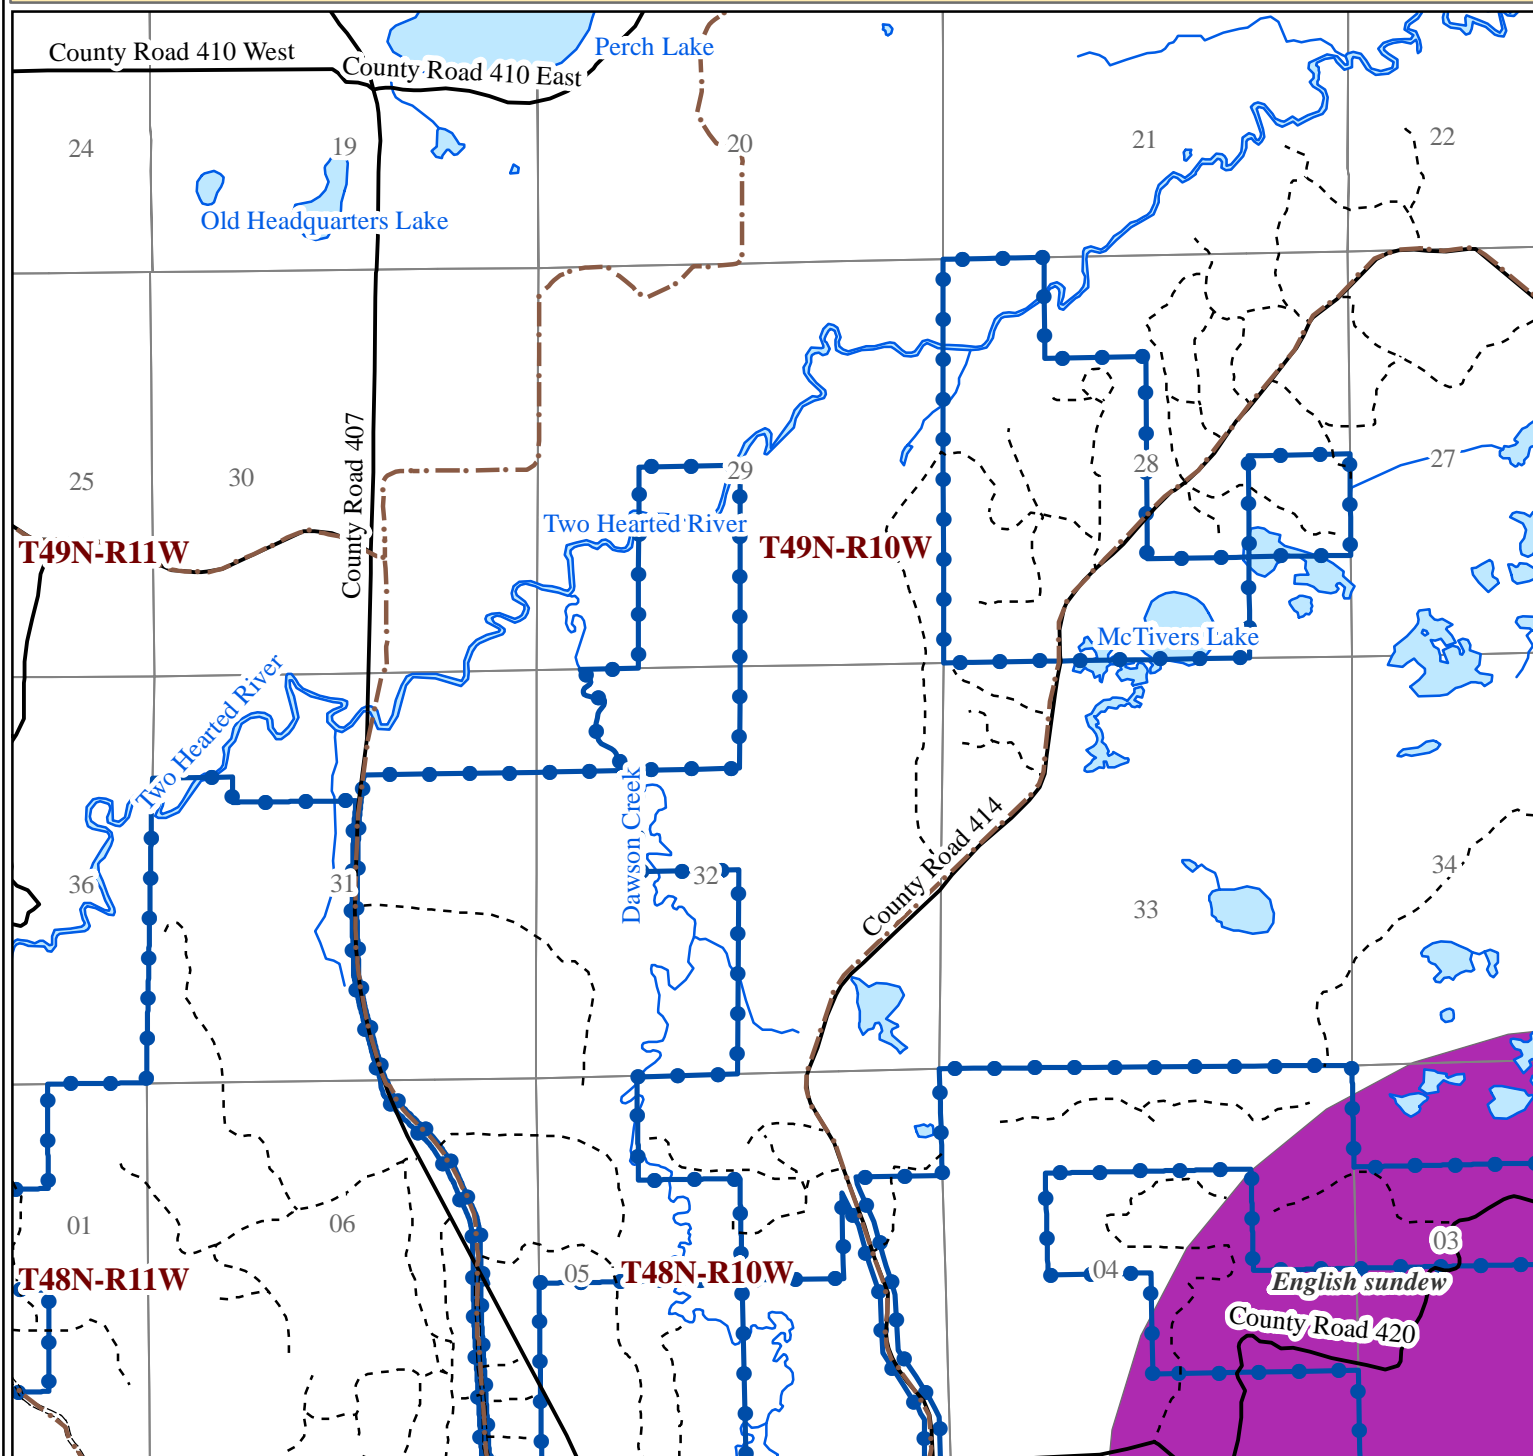 County Road 410 West
Perch Lake
County Road 410 East
24
19
20
21
22
Old Headquarters Lake
County Road 407
25
30
29
28
27
Two Hearted River
T49N-R11W
T49N-R10W
McTivers Lake
Two Hearted River
Dawson Creek
County Road 414
36
31
32
33
34
01
06
05
04
03
T48N-R11W
T48N-R10W
English sundew
County Road 420